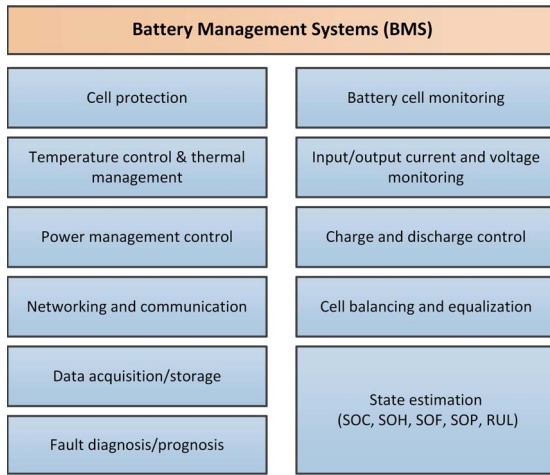 Battery Management Systems (BMS)
Cell protection
Battery cell monitoring
Temperature control & thermal
management
Input/output current and voltage
monitoring
Power management control
Charge and discharge control
Networking and communication
Cell balancing and equalization
Data acquisition/storage
Fault diagnosis/prognosis
State estimation
(SOC, SOH, SOF, SOP, RUL)